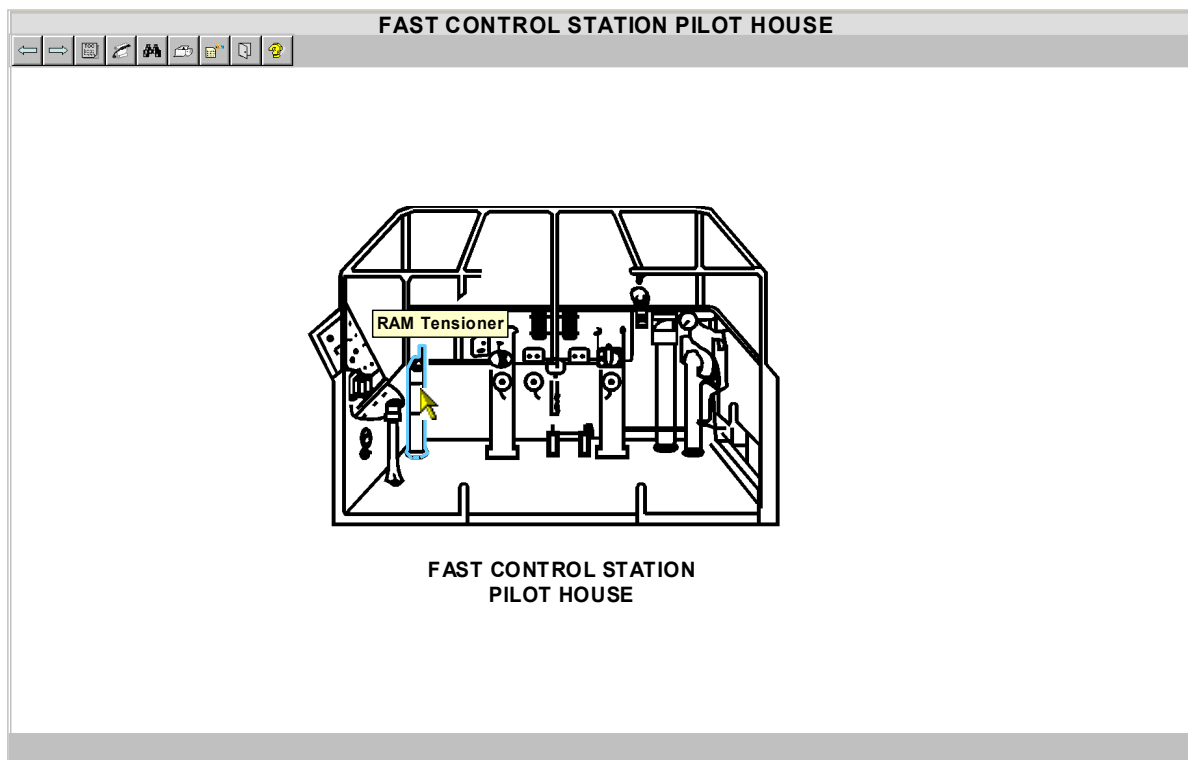 FAST CONTROL STATION PILOT HOUSE
RAM Tensioner
FAST CONTROL STATION
PILOT HOUSE